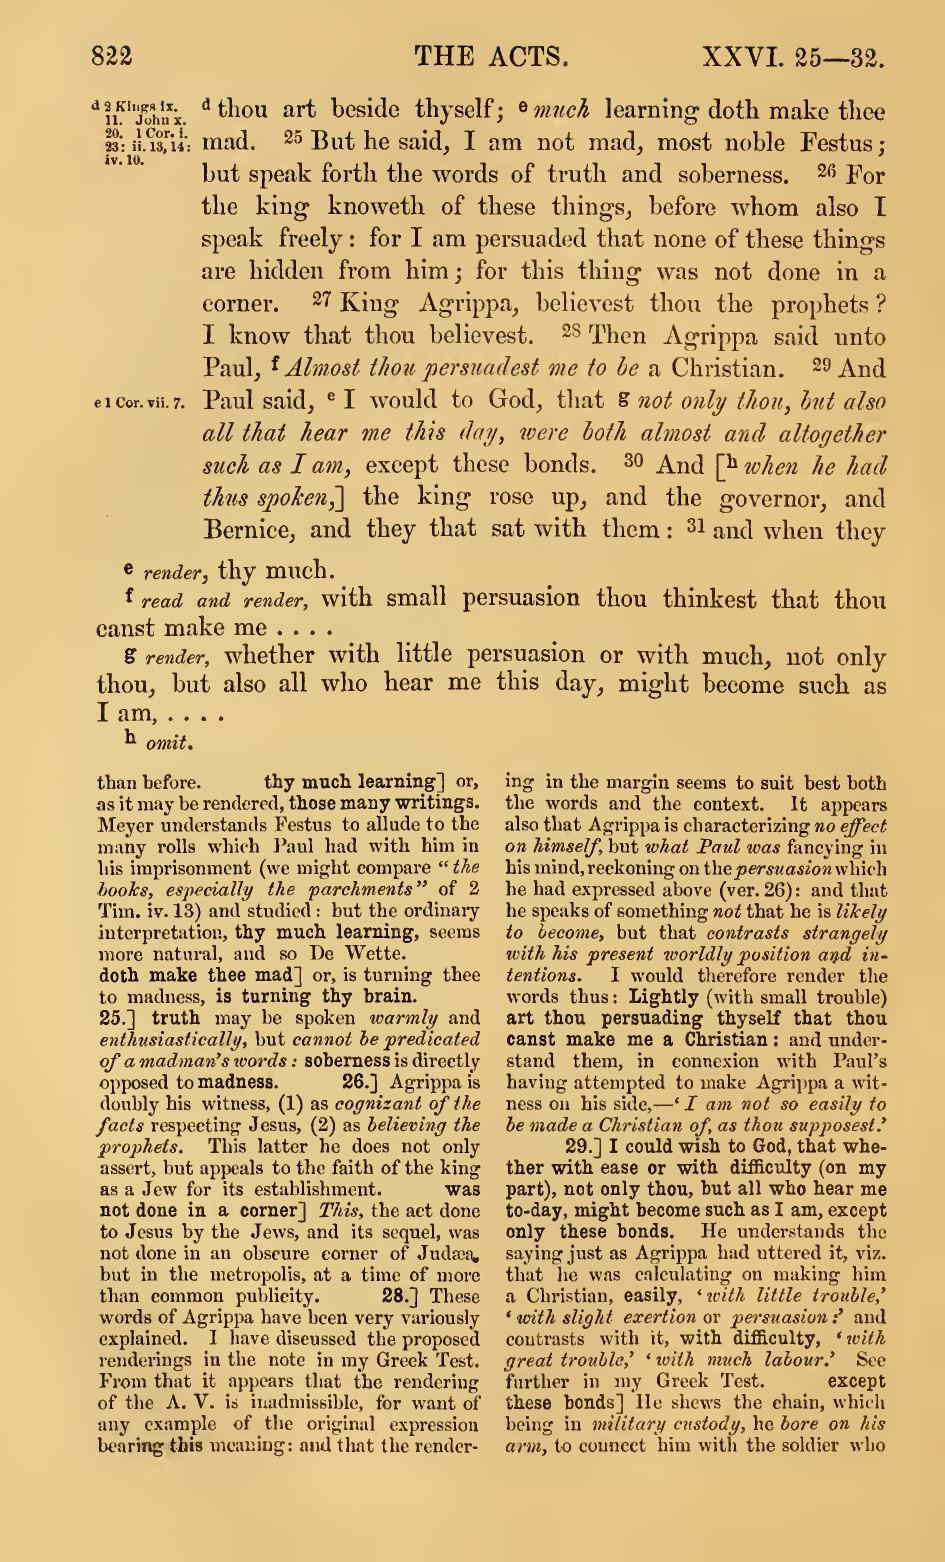 822 THE ACTS. XXVI. 25—32.
d 2 Kings ix.
11. John x.
20. 1 Cor. i.
23: ii. 13, 14:
iv. 10.
d thou art beside thyself; e much learning doth make thee
mad. 25 But he said, I am not mad, most noble Festus;
but speak forth the words of truth and soberness. 26 For
the king knoweth of these things, before whom also I
speak freely: for I am persuaded that none of these things
are hidden from him; for this thing was not done in a
corner. 27 King Agrippa, believest thou the prophets?
I know that thou believest. 28 Then Agrippa said unto
Paul, f Almost thou persuadest me to be a Christian. 29 And
e 1 Cor. vii. 7.
Paul said, e I would to God, that g not only thou, but also
all that hear me this day, were both almost and altogether
such as I am, except these bonds. 30 And [h when he had
thus spoken,] the king rose up, and the governor, and
Bernice, and they that sat with them: 31 and when they
e render, thy much.
f read and render, with small persuasion thou thinkest that thou
canst make me . . . .
g render, whether with little persuasion or with much, not only
thou, but also all who hear me this day, might become such as
I am, . . . .
h omit.
than before. thy much learning] or,
as it may be rendered, those many writings.
Meyer understands Festus to allude to the
many rolls which Paul had with him in
his imprisonment (we might compare "the
books, especially the parchments" of 2
Tim. iv. 13) and studied: but the ordinary
interpretation, thy much learning, seems
more natural, and so De Wette.
doth make thee mad] or, is turning thee
to madness, is turning thy brain.
25.] truth may be spoken warmly and
enthusiastically, but cannot be predicated
of a madman's words: soberness is directly
opposed to madness. 26.] Agrippa is
doubly his witness, (1) as cognizant of the
facts respecting Jesus, (2) as believing the
prophets. This latter he does not only
assert, but appeals to the faith of the king
as a Jew for its establishment. was
not done in a corner] This, the act done
to Jesus by the Jews, and its sequel, was
not done in an obscure corner of Judæa,
but in the metropolis, at a time of more
than common publicity. 28.] These
words of Agrippa have been very variously
explained. I have discussed the proposed
renderings in the note in my Greek Test.
From that it appears that the rendering
of the A. V. is inadmissible, for want of
any example of the original expression
bearing this meaning: and that the render-
ing in the margin seems to suit best both
the words and the context. It appears
also that Agrippa is characterizing no effect
on himself, but what Paul was fancying in
his mind, reckoning on the persuasion which
he had expressed above (ver. 26): and that
he speaks of something not that he is likely
to become, but that contrasts strangely
with his present worldly position and in-
tentions. I would therefore render the
words thus: Lightly (with small trouble)
art thou persuading thyself that thou
canst make me a Christian: and under-
stand them, in connexion with Paul's
having attempted to make Agrippa a wit-
ness on his side,—'I am not so easily to
be made a Christian of, as thou supposest.'
29.] I could wish to God, that whe-
ther with ease or with difficulty (on my
part), not only thou, but all who hear me
to-day, might become such as I am, except
only these bonds. He understands the
saying just as Agrippa had uttered it, viz.
that he was calculating on making him
a Christian, easily, 'with little trouble,'
'with slight exertion or persuasion:' and
contrasts with it, with difficulty, 'with
great trouble,' 'with much labour.' See
further in my Greek Test. except
these bonds] He shews the chain, which
being in military custody, he bore on his
arm, to connect him with the soldier who